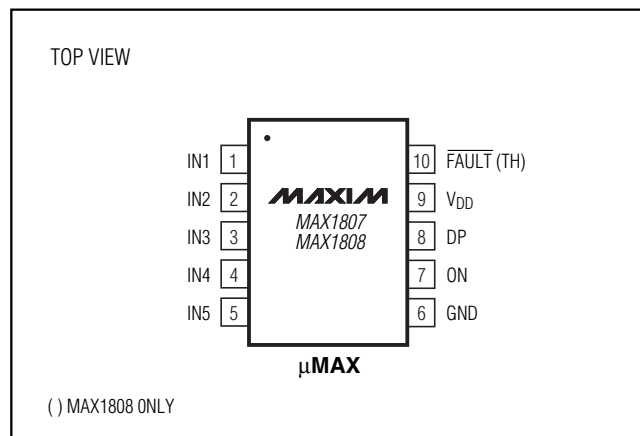 TOP VIEW
IN1 1
IN2 2
IN3 3
IN4 4
IN5 5
MAXIM
MAX1807
MAX1808
10 FAULT (TH)
9 VDD
8 DP
7 ON
6 GND
µMAX
( ) MAX1808 0NLY